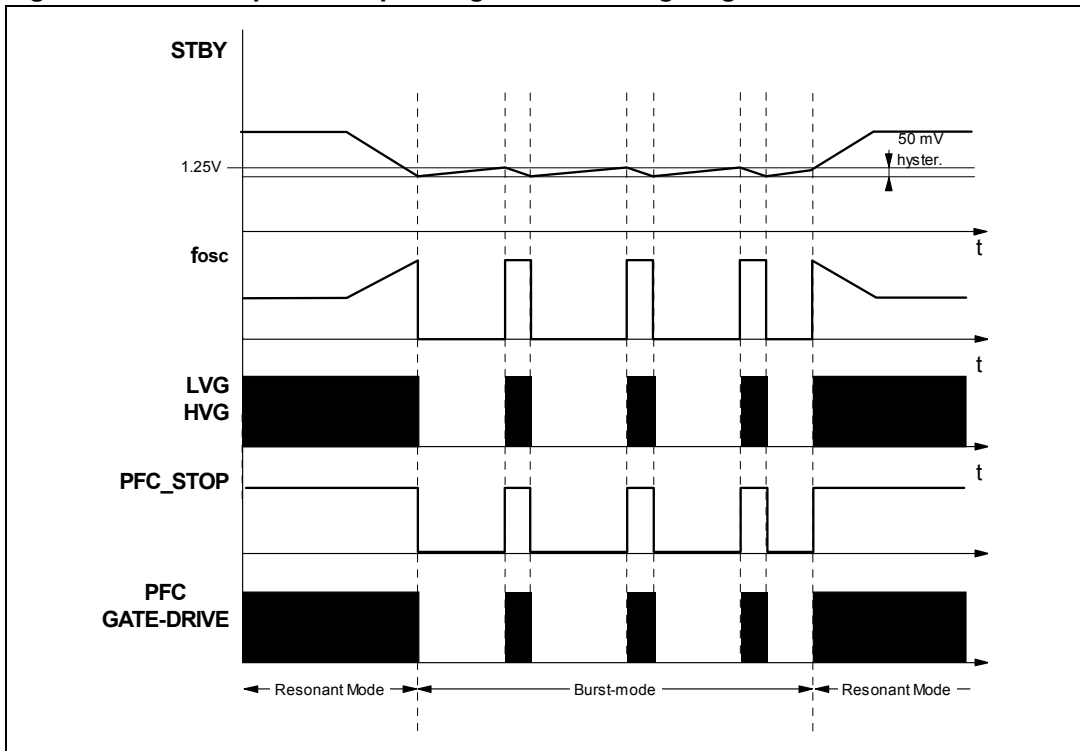 STBY
50 mV
hyster.
1.25V
t
fosc
t
LVG
HVG
t
PFC_STOP
PFC
GATE-DRIVE
Resonant Mode
Burst-mode
Resonant Mode